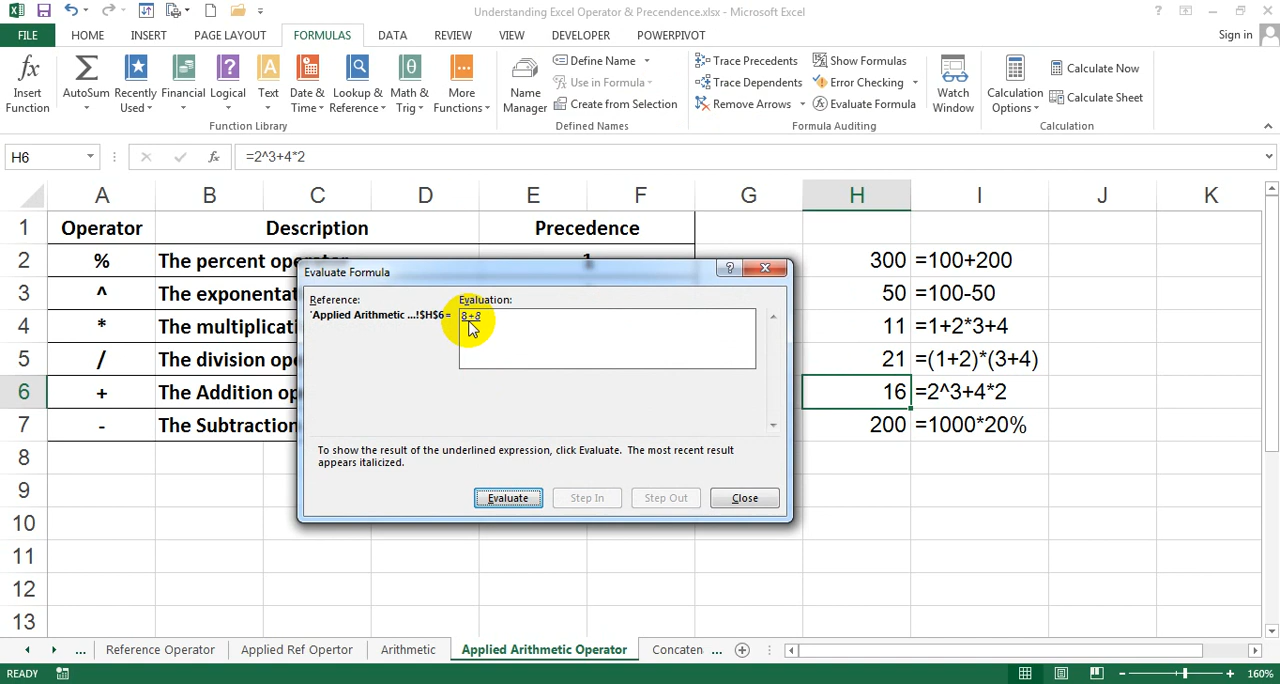 Understanding Excel Operator & Precendence.xlsx - Microsoft Excel
FILE HOME INSERT PAGE LAYOUT FORMULAS DATA REVIEW VIEW DEVELOPER POWERPIVOT Sign in
Insert Function
AutoSum
Recently Used
Financial
Logical
Text
Date & Time
Lookup & Reference
Math & Trig
More Functions
Function Library
Name Manager
Define Name
Use in Formula
Create from Selection
Defined Names
Trace Precedents
Trace Dependents
Remove Arrows
Show Formulas
Error Checking
Evaluate Formula
Formula Auditing
Watch Window
Calculation Options
Calculate Now
Calculate Sheet
Calculation
H6 fx =2^3+4*2
A B C D E F G H I J K
1 Operator Description Precedence
2 % The percent oper 1 300 =100+200
3 ^ The exponentat 50 =100-50
4 * The multiplicati 11 =1+2*3+4
5 / The division ope 21 =(1+2)*(3+4)
6 + The Addition op 16 =2^3+4*2
7 - The Subtraction 200 =1000*20%
8
9
10
11
12
13
Evaluate Formula
Reference: Evaluation:
'Applied Arithmetic ...'!$H$6 = 8+8
To show the result of the underlined expression, click Evaluate. The most recent result
appears italicized.
Evaluate Step In Step Out Close
... Reference Operator Applied Ref Opertor Arithmetic Applied Arithmetic Operator Concaten ...
READY 160%